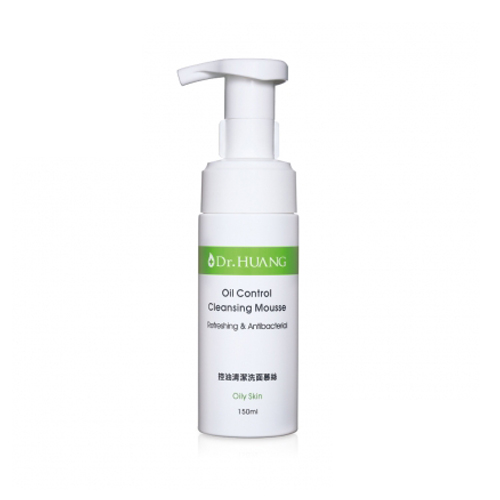 Dr. HUANG
Oil Control
Cleansing Mousse
Refreshing & Antibacterial
控油清潔洗面慕絲
Oily Skin
150ml